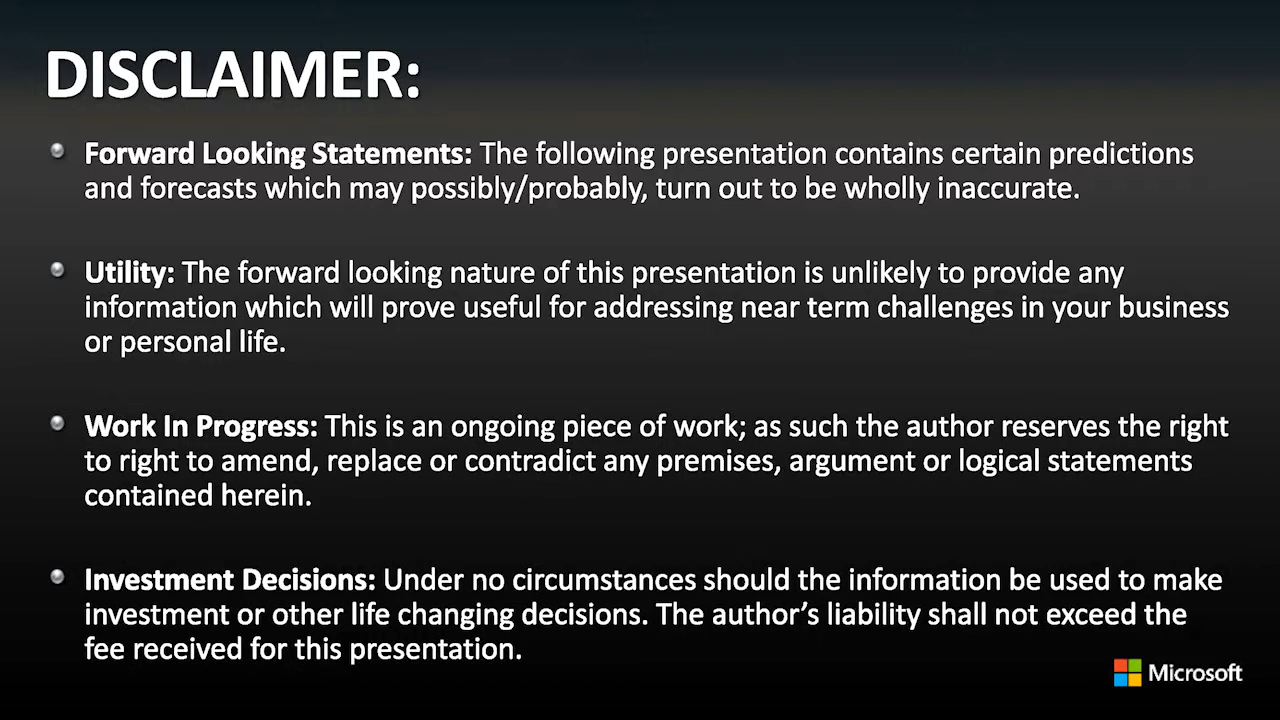 DISCLAIMER:
Forward Looking Statements: The following presentation contains certain predictions
and forecasts which may possibly/probably, turn out to be wholly inaccurate.
Utility: The forward looking nature of this presentation is unlikely to provide any
information which will prove useful for addressing near term challenges in your business
or personal life.
Work In Progress: This is an ongoing piece of work; as such the author reserves the right
to right to amend, replace or contradict any premises, argument or logical statements
contained herein.
Investment Decisions: Under no circumstances should the information be used to make
investment or other life changing decisions. The author’s liability shall not exceed the
fee received for this presentation.
Microsoft